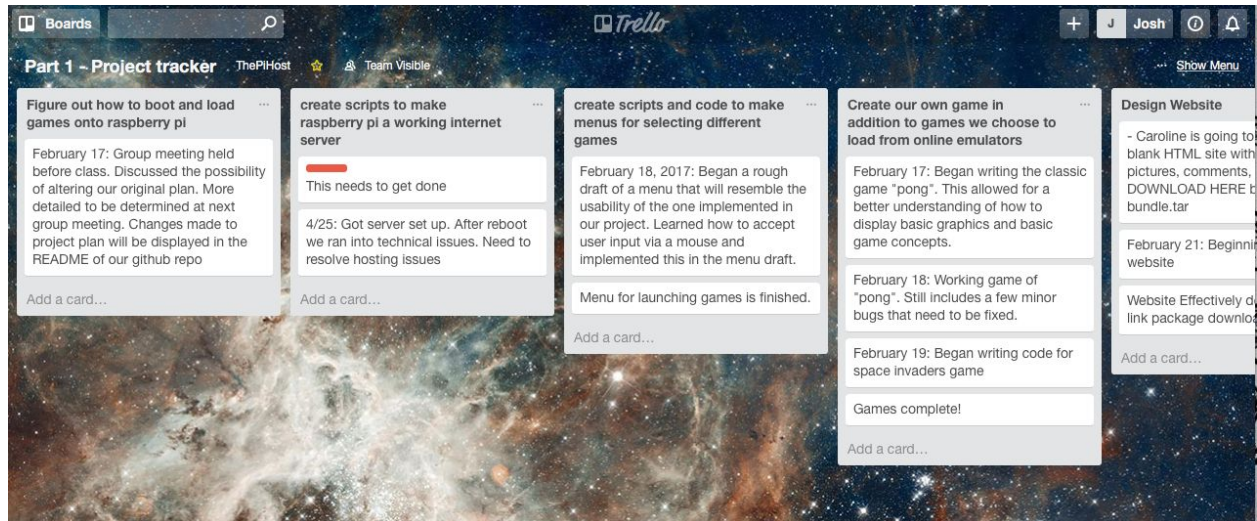 Boards
Trello
J Josh
Part 1 - Project tracker ThePIHost Team Visible
... Show Menu
Figure out how to boot and load
games onto raspberry pi
February 17: Group meeting held
before class. Discussed the possibility
of altering our original plan. More
detailed to be determined at next
group meeting. Changes made to
project plan will be displayed in the
README of our github repo
Add a card...
create scripts to make
raspberry pi a working internet
server
This needs to get done
4/25: Got server set up. After reboot
we ran into technical issues. Need to
resolve hosting issues
Add a card...
create scripts and code to make
menus for selecting different
games
February 18, 2017: Began a rough
draft of a menu that will resemble the
usability of the one implemented in
our project. Learned how to accept
user input via a mouse and
implemented this in the menu draft.
Menu for launching games is finished.
Add a card...
Create our own game in
addition to games we choose to
load from online emulators
February 17: Began writing the classic
game "pong". This allowed for a
better understanding of how to
display basic graphics and basic
game concepts.
February 18: Working game of
"pong". Still includes a few minor
bugs that need to be fixed.
February 19: Began writing code for
space invaders game
Games complete!
Add a card...
Design Website
- Caroline is going to
blank HTML site with
pictures, comments,
DOWNLOAD HERE
bundle.tar
February 21:
website
Website Effectively
link package
Add a card...